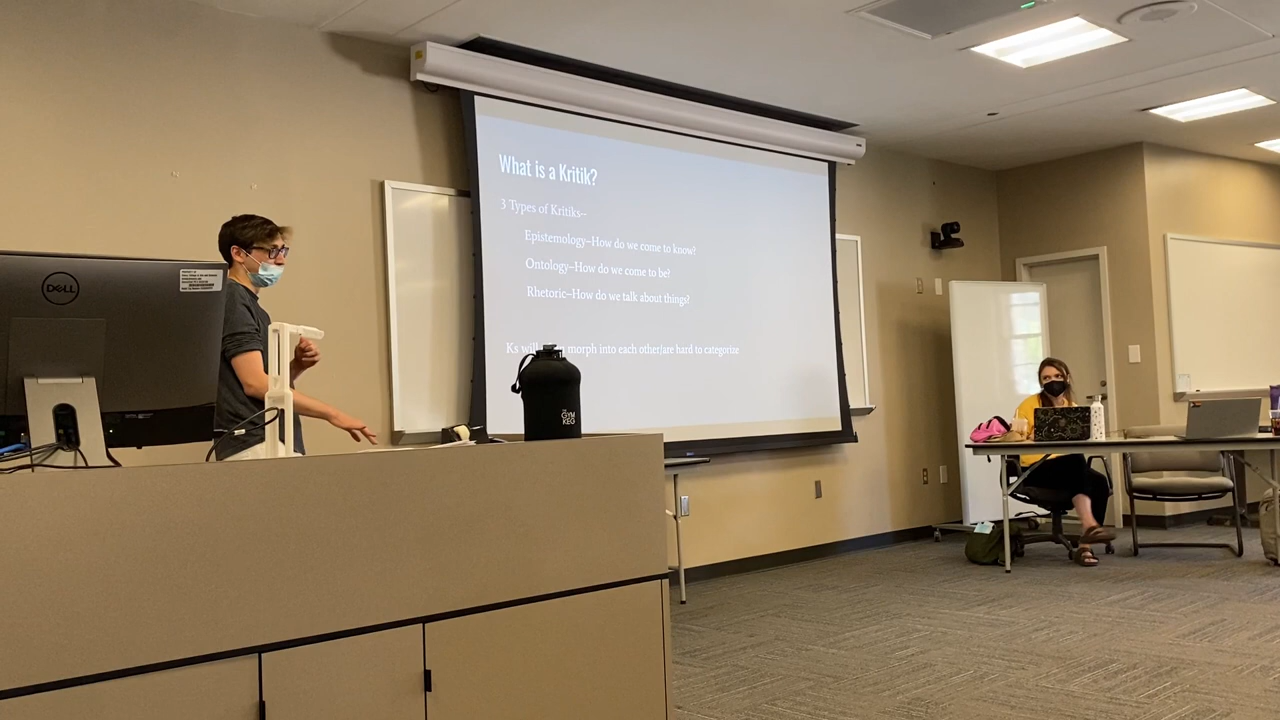 What is a Kritik?
3 Types of Kritiks--
Epistemology–How do we come to know?
Ontology–How do we come to be?
Rhetoric–How do we talk about things?
Ks will morph into each other/are hard to categorize
DELL
THE
GYM
KEG